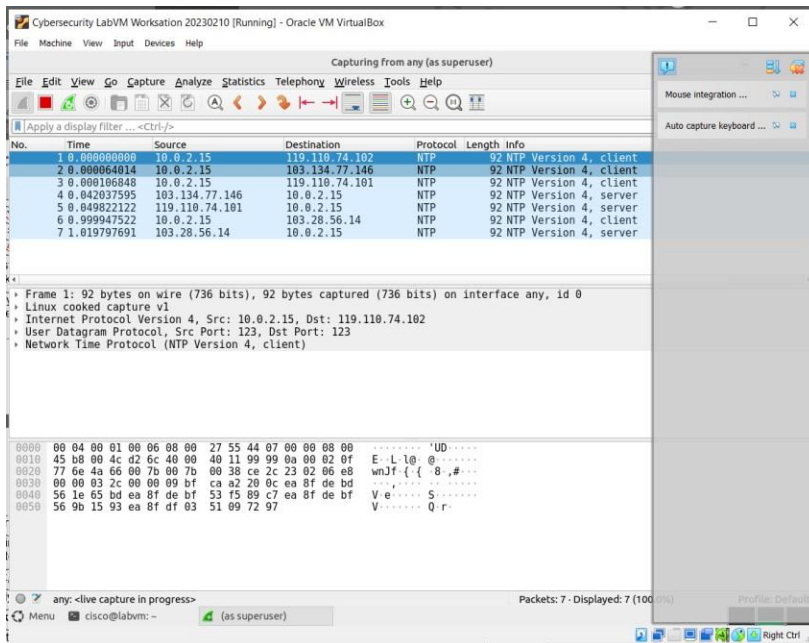 Cybersecurity LabVM Worksation 20230210 [Running] - Oracle VM VirtualBox
File Machine View Input Devices Help
Capturing from any (as superuser)
File Edit View Go Capture Analyze Statistics Telephony Wireless Tools Help
Apply a display filter ... <Ctrl-/>
No. Time Source Destination Protocol Length Info
1 0.000000000 10.0.2.15 119.110.74.102 NTP 92 NTP Version 4, client
2 0.000064014 10.0.2.15 103.134.77.146 NTP 92 NTP Version 4, client
3 0.000106848 10.0.2.15 119.110.74.101 NTP 92 NTP Version 4, client
4 0.042037595 103.134.77.146 10.0.2.15 NTP 92 NTP Version 4, server
5 0.049822122 119.110.74.101 10.0.2.15 NTP 92 NTP Version 4, server
6 0.999947522 10.0.2.15 103.28.56.14 NTP 92 NTP Version 4, client
7 1.019797691 103.28.56.14 10.0.2.15 NTP 92 NTP Version 4, server
Mouse integration ...
Auto capture keyboard ...
Frame 1: 92 bytes on wire (736 bits), 92 bytes captured (736 bits) on interface any, id 0
Linux cooked capture v1
Internet Protocol Version 4, Src: 10.0.2.15, Dst: 119.110.74.102
User Datagram Protocol, Src Port: 123, Dst Port: 123
Network Time Protocol (NTP Version 4, client)
0000 00 04 00 01 00 06 08 00 27 55 44 07 00 00 08 00 ········ 'UD·····
0010 45 b8 00 4c d2 6c 40 00 40 11 99 99 0a 00 02 0f E··L·l@· @·······
0020 77 6e 4a 66 00 7b 00 7b 00 38 ce 2c 23 02 06 e8 wnJf·{·{ ·8·,#···
0030 00 00 03 2c 00 00 09 bf ca a2 20 0c ea 8f de bd ···,···· ·· ·····
0040 56 1e 65 bd ea 8f de bf 53 f5 89 c7 ea 8f de bf V·e····· S·······
0050 56 9b 15 93 ea 8f df 03 51 09 72 97 V······· Q·r·
any: <live capture in progress> Packets: 7 · Displayed: 7 (100.0%) Profile: Default
Menu cisco@labvm: ~ (as superuser)
Right Ctrl